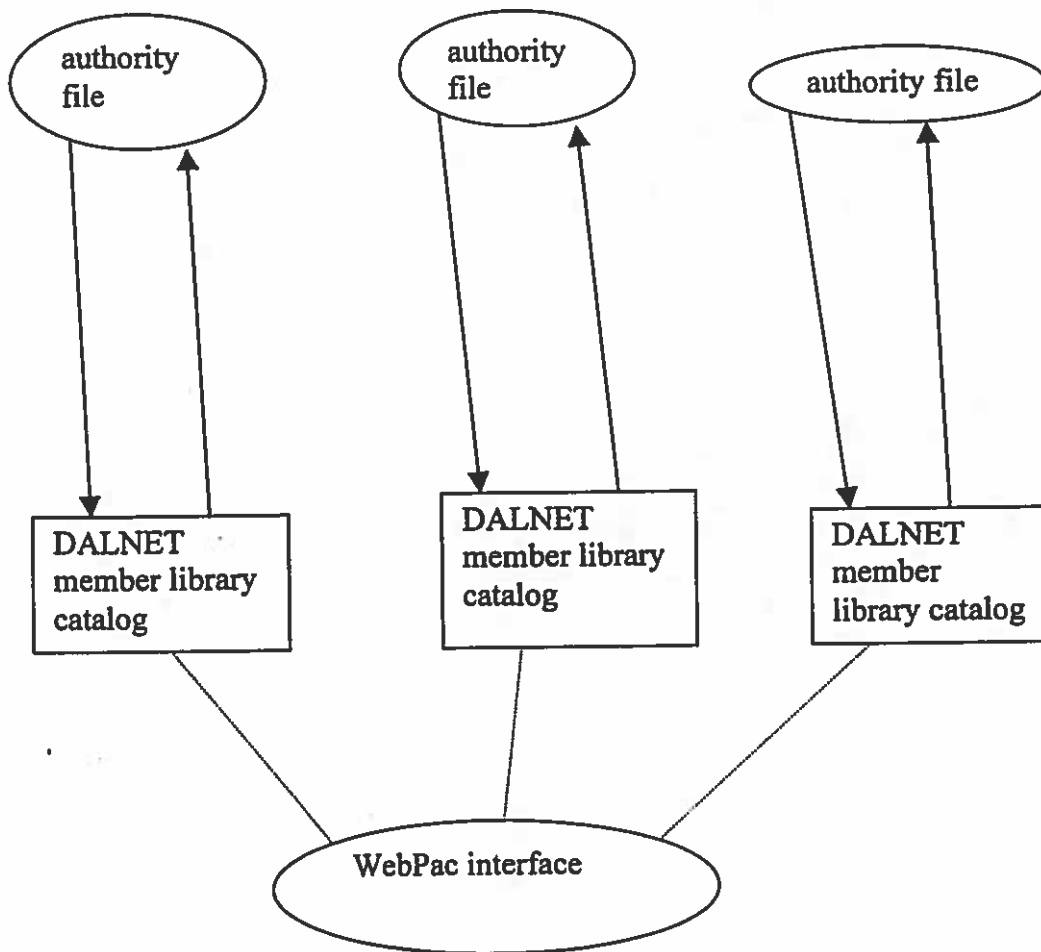 authority
file
authority
file
authority file
DALNET
member library
catalog
DALNET
member library
catalog
DALNET
member
library catalog
WebPac interface